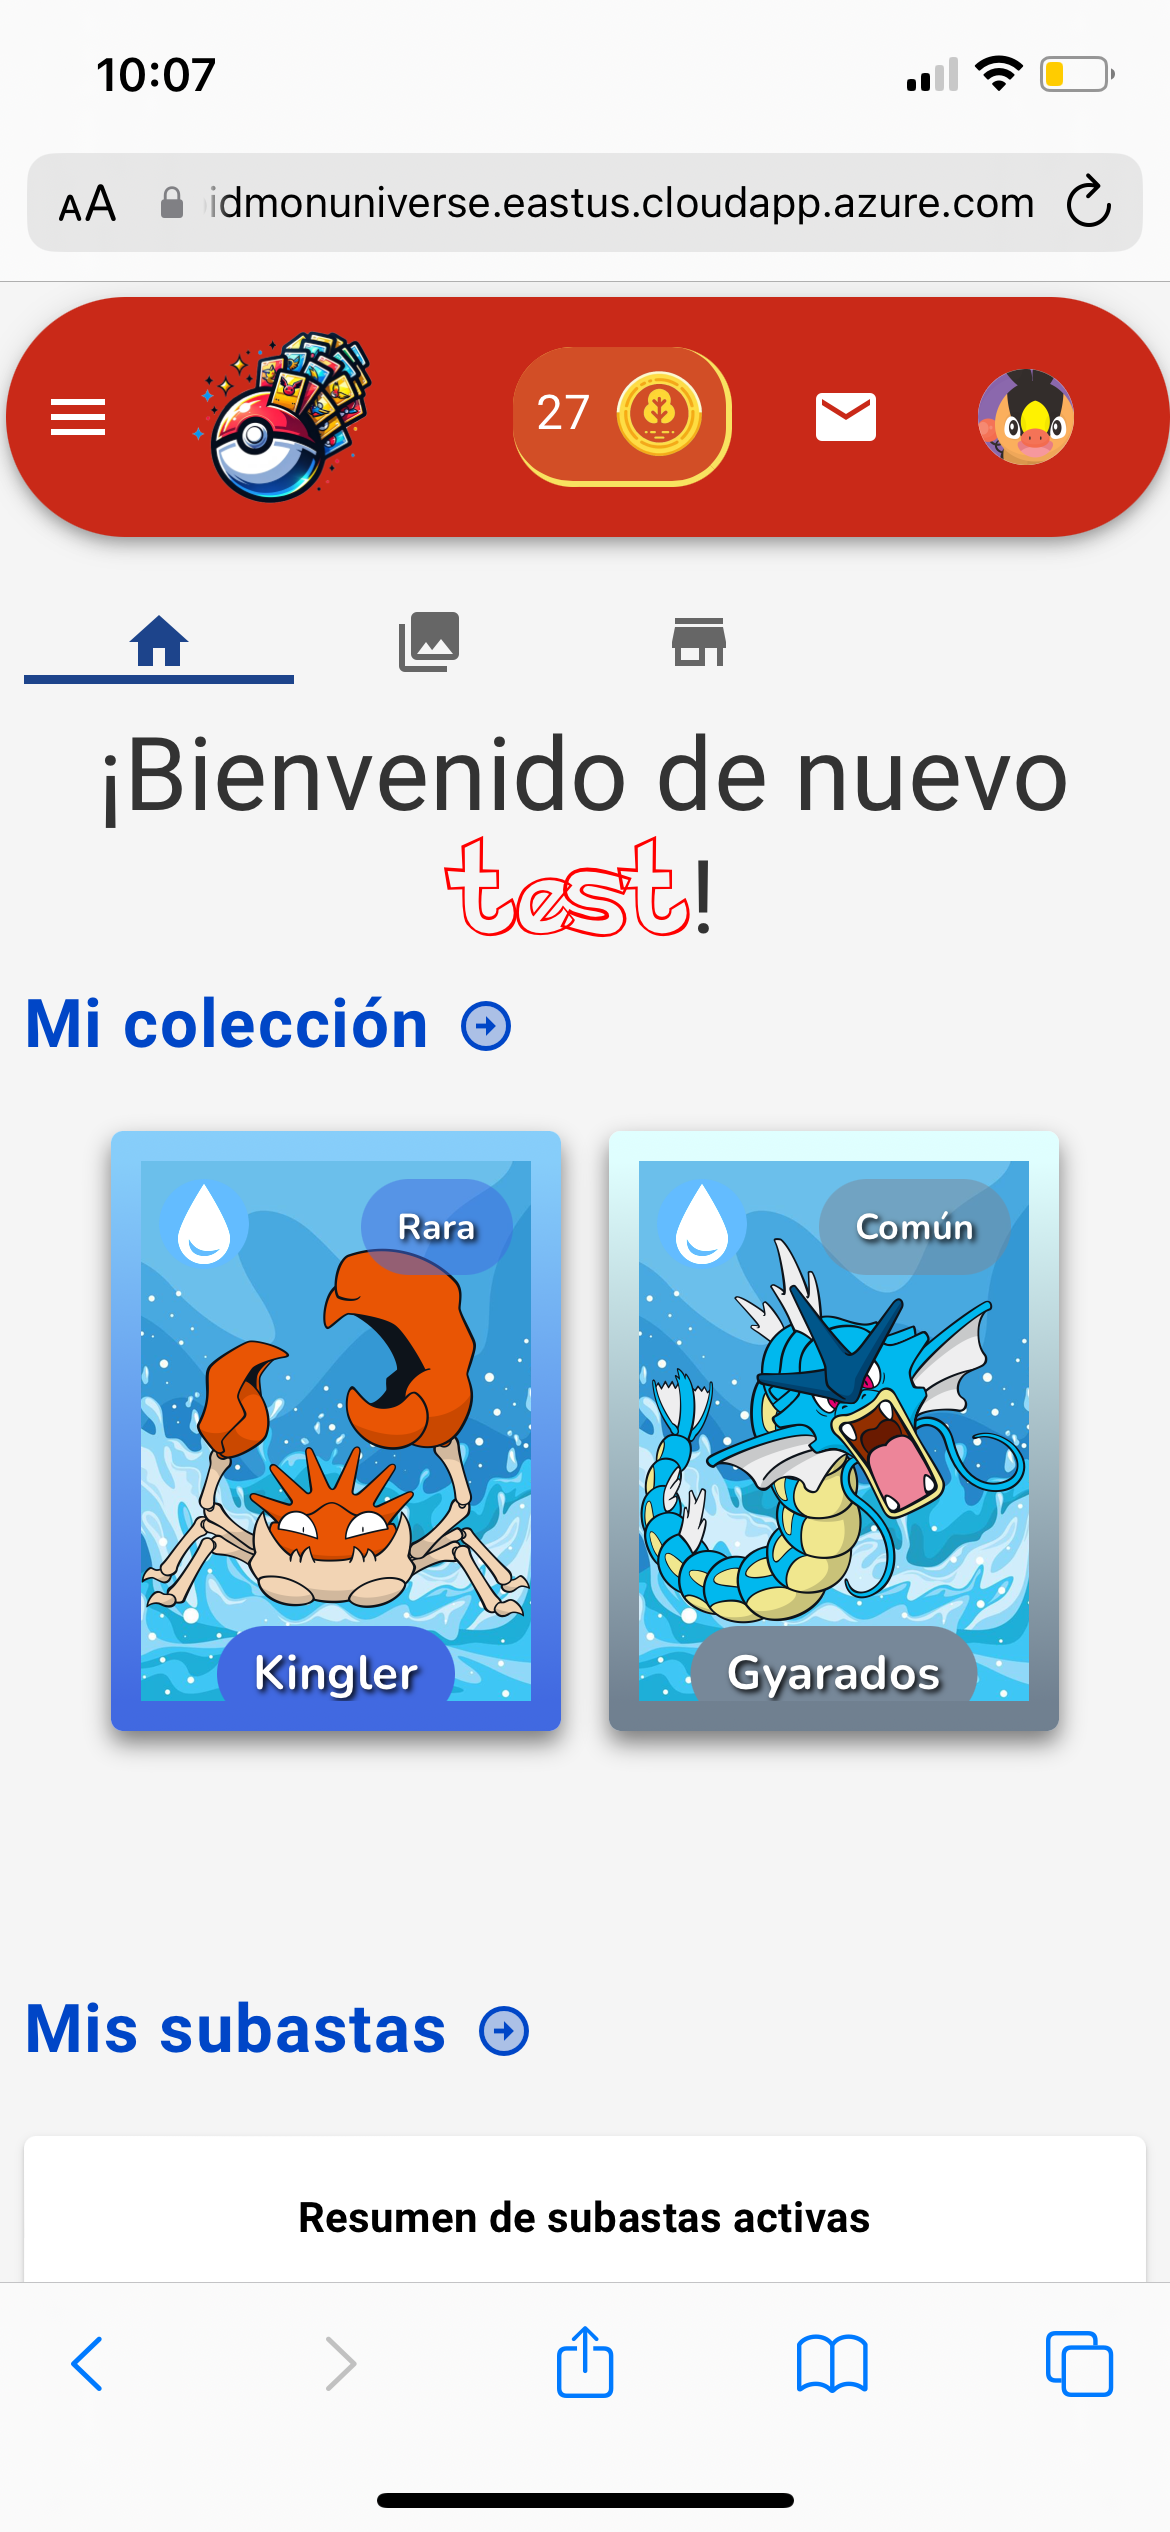 10:07
AA idmonuniverse.eastus.cloudapp.azure.com
27
¡Bienvenido de nuevo
test!
Mi colección
Rara
Común
Kingler
Gyarados
Mis subastas
Resumen de subastas activas